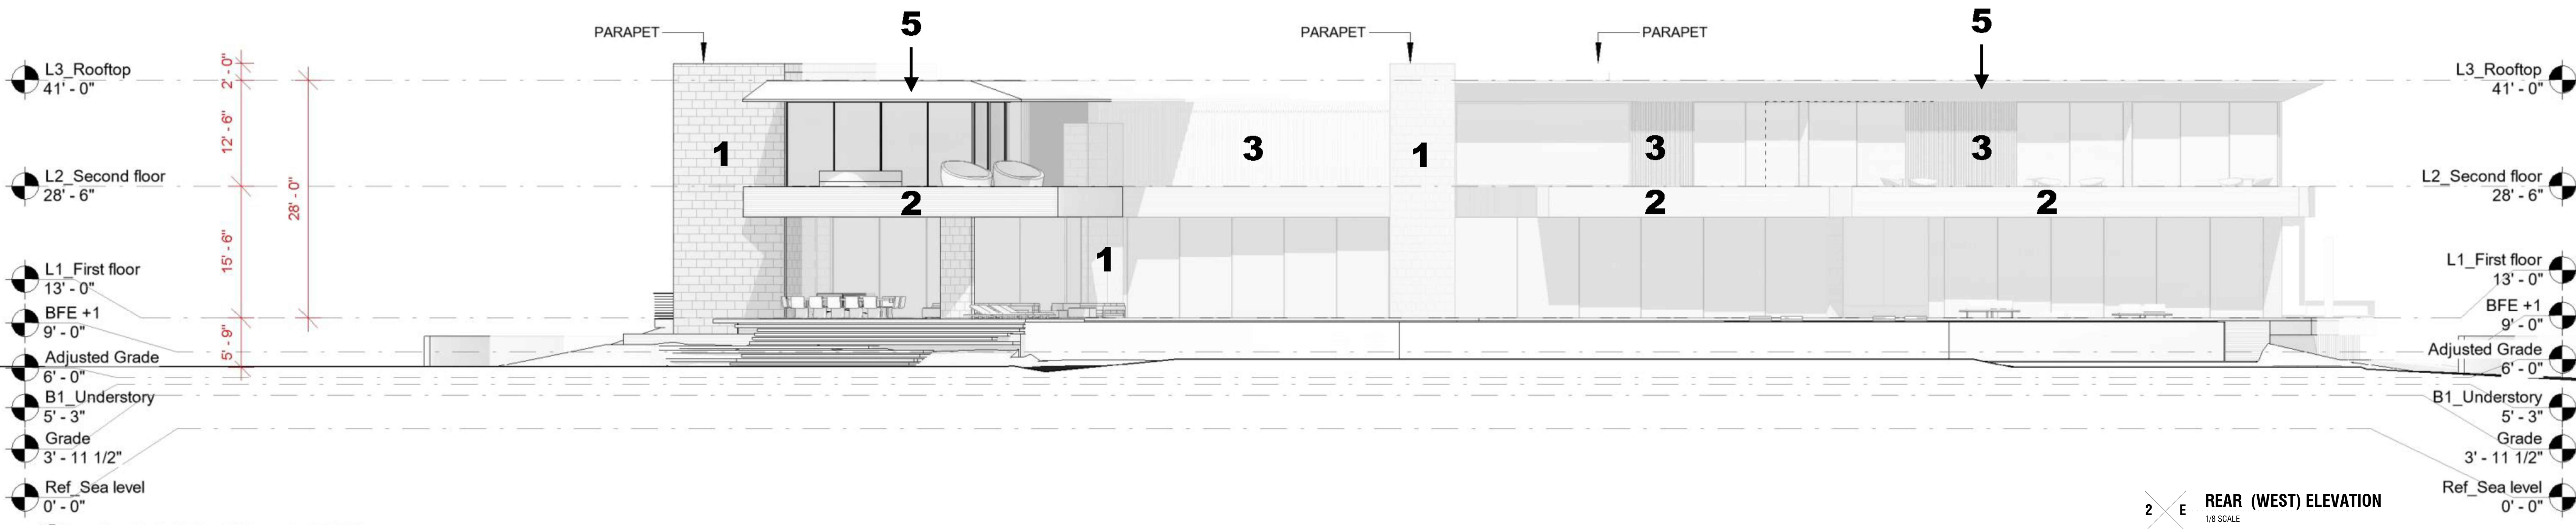 PARAPET
5
PARAPET
PARAPET
5
L3_Rooftop
41' - 0"
2' - 0"
L3_Rooftop
41' - 0"
12' - 6"
1
3
1
3
3
L2_Second floor
28' - 6"
28' - 0"
2
2
2
L2_Second floor
28' - 6"
15' - 6"
1
L1_First floor
13' - 0"
L1_First floor
13' - 0"
BFE +1
9' - 0"
BFE +1
9' - 0"
5' - 9"
Adjusted Grade
6' - 0"
Adjusted Grade
6' - 0"
B1_Understory
5' - 3"
B1_Understory
5' - 3"
Grade
3' - 11 1/2"
Grade
3' - 11 1/2"
Ref_Sea level
0' - 0"
Ref_Sea level
0' - 0"
2 E REAR (WEST) ELEVATION
1/8 SCALE